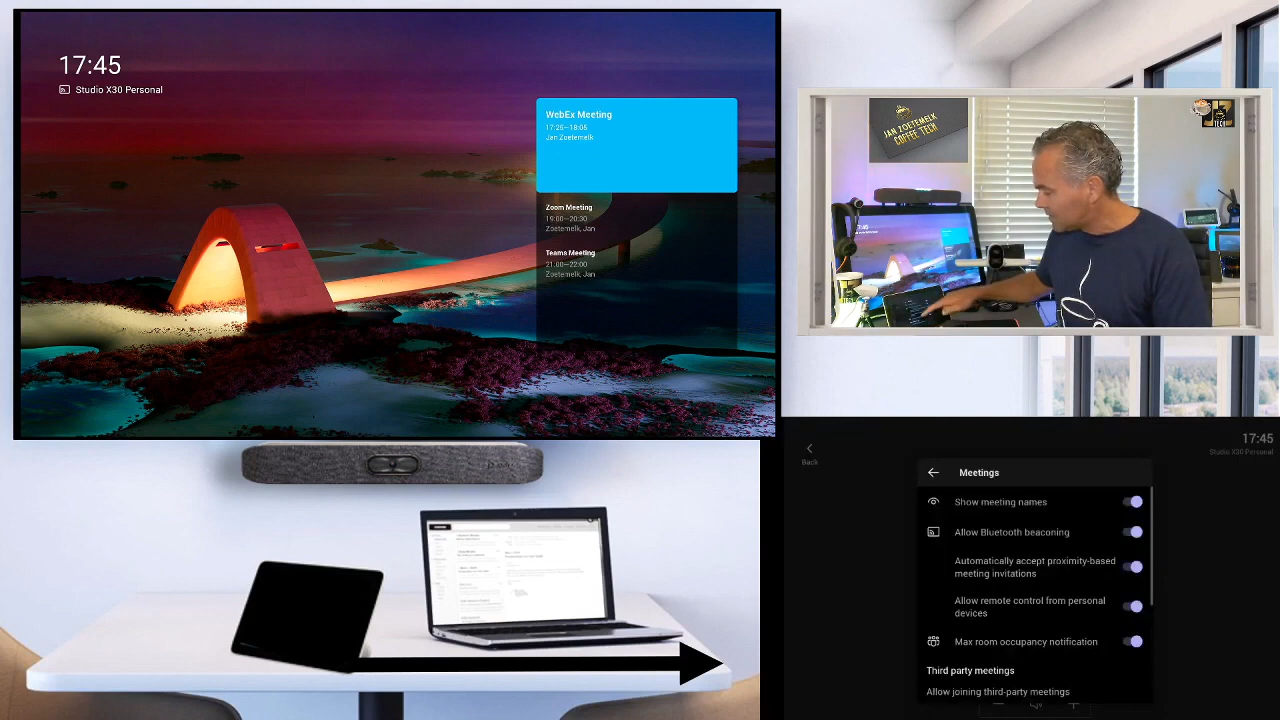 17:45
Studio X30 Personal
WebEx Meeting
17:25—18:05
Jan Zoetemelk
Zoom Meeting
19:00—20:30
Zoetemelk, Jan
Teams Meeting
21:00—22:00
Zoetemelk, Jan
JAN ZOETEMELK
COFFEE TECH
TECH
17:45
Studio X30 Personal
Back
Meetings
Show meeting names
Allow Bluetooth beaconing
Automatically accept proximity-based
meeting invitations
Allow remote control from personal
devices
Max room occupancy notification
Third party meetings
Allow joining third-party meetings